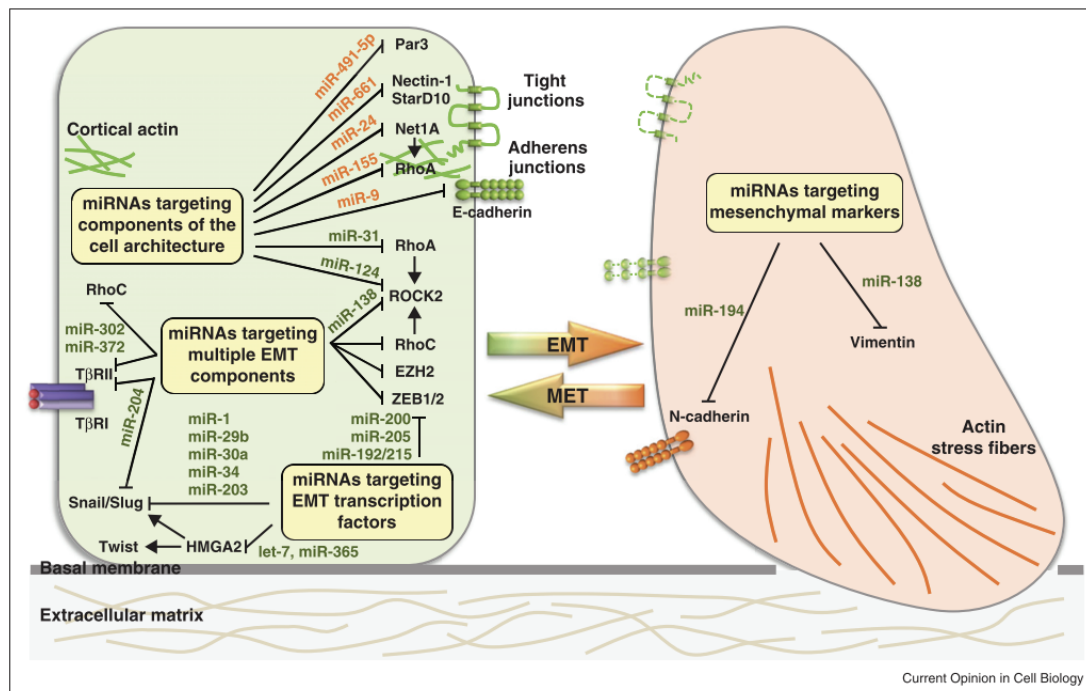 miR-491-5p
Par3
miR-661
Nectin-1
StarD10
Tight
junctions
miR-24
Net1A
Cortical actin
miR-155
RhoA
Adherens
junctions
miR-9
E-cadherin
miRNAs targeting
components of the
cell architecture
miR-31
RhoA
miR-124
ROCK2
miR-138
RhoC
RhoC
miR-302
miR-372
miRNAs targeting
multiple EMT
components
EZH2
ZEB1/2
TβRII
TβRI
miR-204
miR-1
miR-29b
miR-30a
miR-34
miR-203
miR-200
miR-205
miR-192/215
miRNAs targeting
EMT transcription
factors
Snail/Slug
Twist
HMGA2
let-7, miR-365
EMT
MET
miRNAs targeting
mesenchymal markers
miR-194
miR-138
Vimentin
N-cadherin
Actin
stress fibers
Basal membrane
Extracellular matrix
Current Opinion in Cell Biology